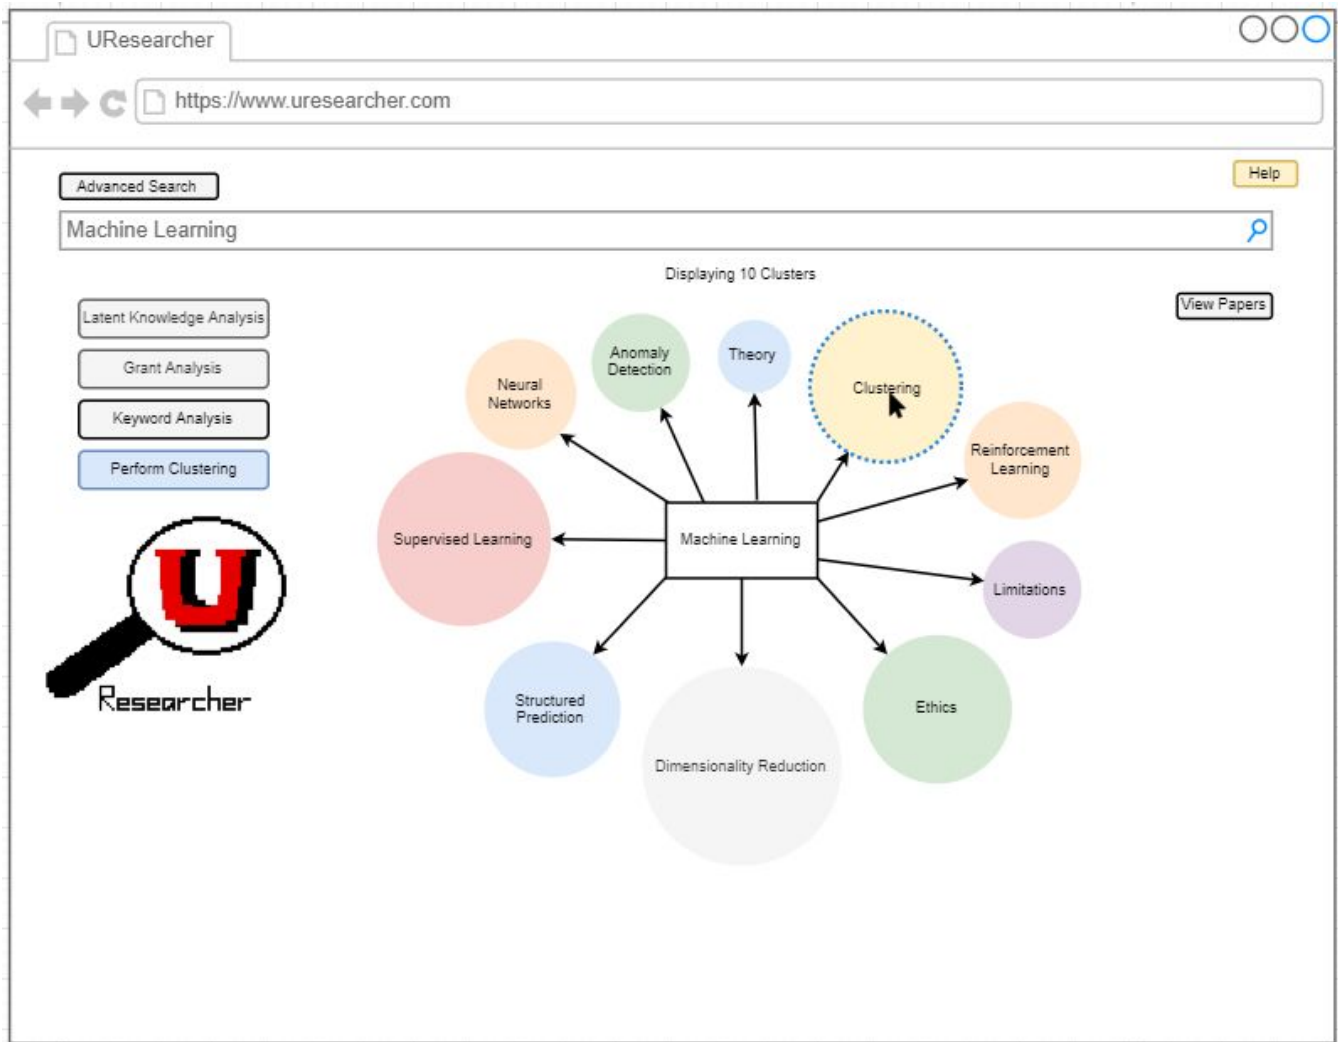 UResearcher
https://www.uresearcher.com
Help
Advanced Search
Machine Learning
Displaying 10 Clusters
View Papers
Latent Knowledge Analysis
Grant Analysis
Keyword Analysis
Perform Clustering
U
Researcher
Neural
Networks
Anomaly
Detection
Theory
Clustering
Reinforcement
Learning
Supervised Learning
Machine Learning
Limitations
Structured
Prediction
Dimensionality Reduction
Ethics